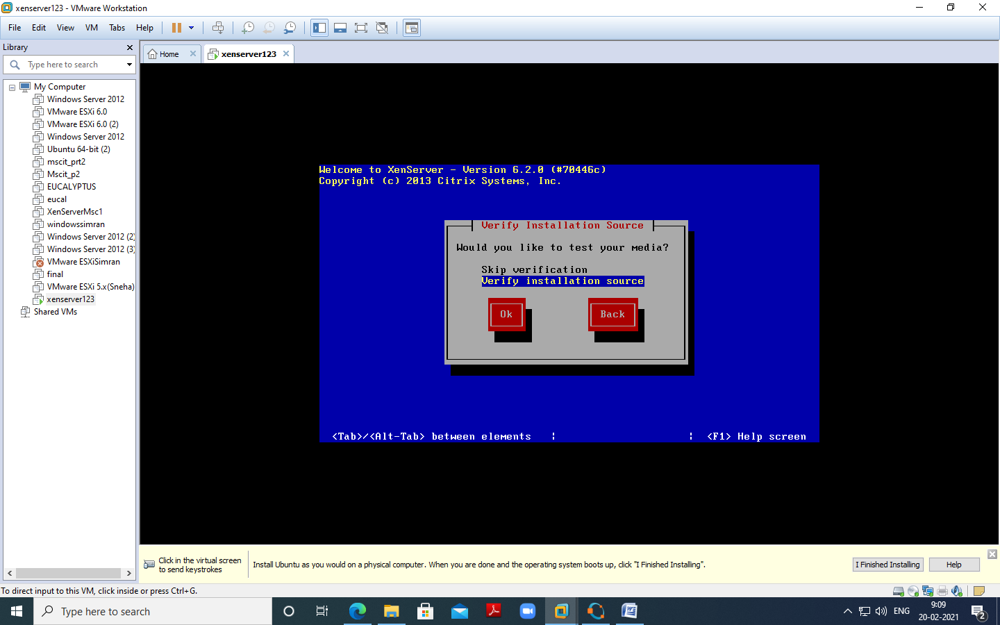 xenserver123 - VMware Workstation
File Edit View VM Tabs Help
Library
Type here to search
Home
xenserver123
My Computer
Windows Server 2012
VMware ESXi 6.0
VMware ESXi 6.0 (2)
Windows Server 2012
Ubuntu 64-bit (2)
mscit_prt2
Mscit_p2
EUCALYPTUS
eucal
XenServerMsc1
windowssimran
Windows Server 2012 (2)
Windows Server 2012 (3)
VMware ESXiSimran
final
VMware ESXi 5.x(Sneha)
xenserver123
Shared VMs
Welcome to XenServer - Version 6.2.0 (#70446c)
Copyright (c) 2013 Citrix Systems, Inc.
Verify Installation Source
Would you like to test your media?
Skip verification
Verify installation source
Ok Back
<Tab>/<Alt-Tab> between elements ¦ ¦ <F1> Help screen
Click in the virtual screen
to send keystrokes
Install Ubuntu as you would on a physical computer. When you are done and the operating system boots up, click "I Finished Installing".
I Finished Installing
Help
To direct input to this VM, click inside or press Ctrl+G.
Type here to search
ENG
9:09
20-02-2021
2